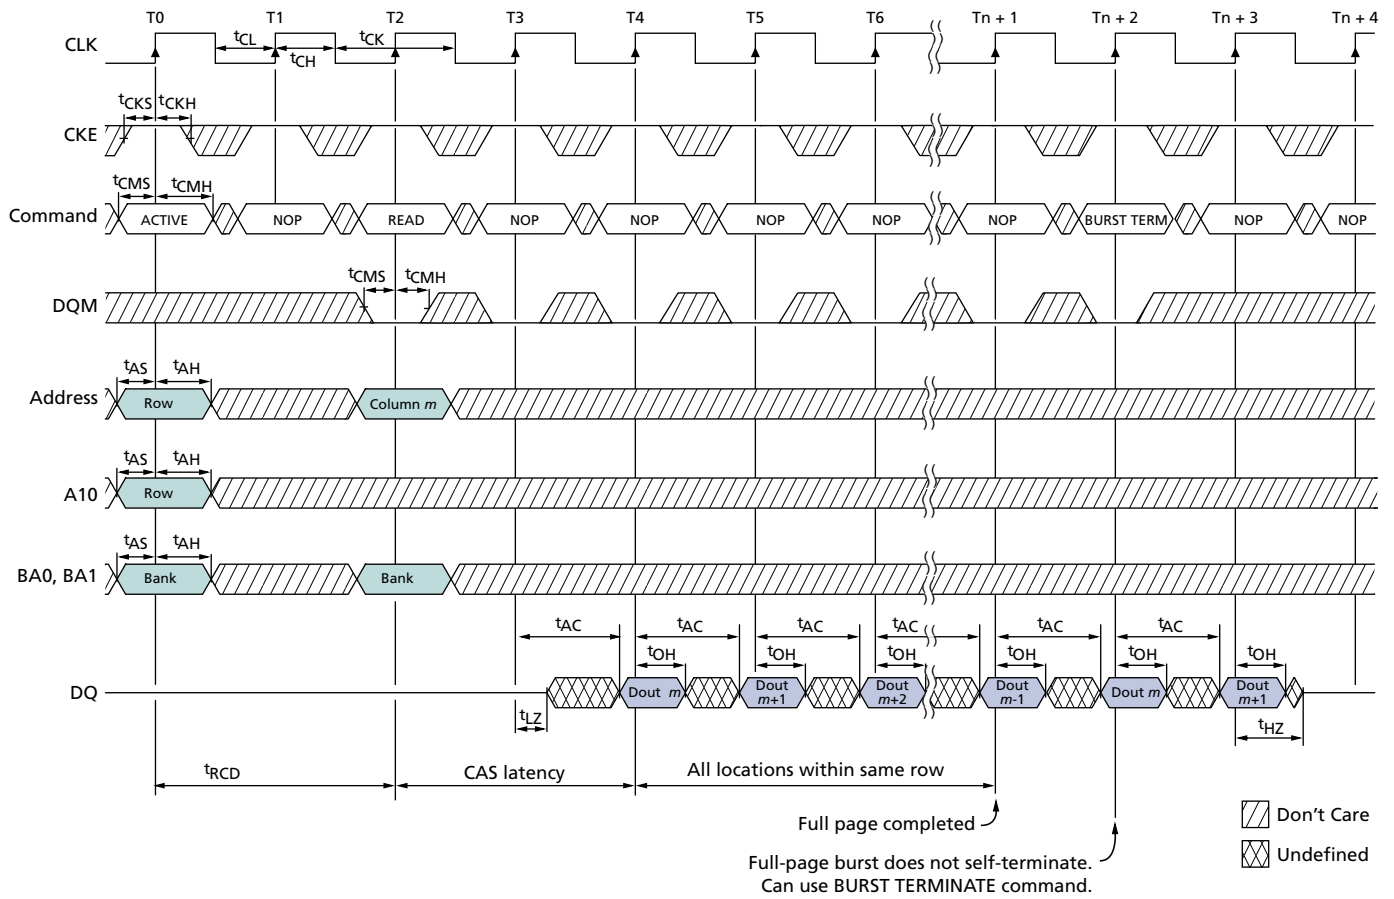 T0 T1 T2 T3 T4 T5 T6 Tn + 1 Tn + 2 Tn + 3 Tn + 4
CLK tCL tCH tCK
tCKS tCKH
CKE
tCMS tCMH
Command ACTIVE NOP READ NOP NOP NOP NOP NOP BURST TERM NOP NOP
tCMS tCMH
DQM
tAS tAH
Address Row Column m
tAS tAH
A10 Row
tAS tAH
BA0, BA1 Bank Bank
tAC tAC tAC tAC tAC tAC
tOH tOH tOH tOH tOH tOH
DQ Dout m Dout m+1 Dout m+2 Dout m-1 Dout m Dout m+1
tLZ tHZ
tRCD CAS latency All locations within same row
Full page completed
Full-page burst does not self-terminate.
Can use BURST TERMINATE command.
Don't Care
Undefined